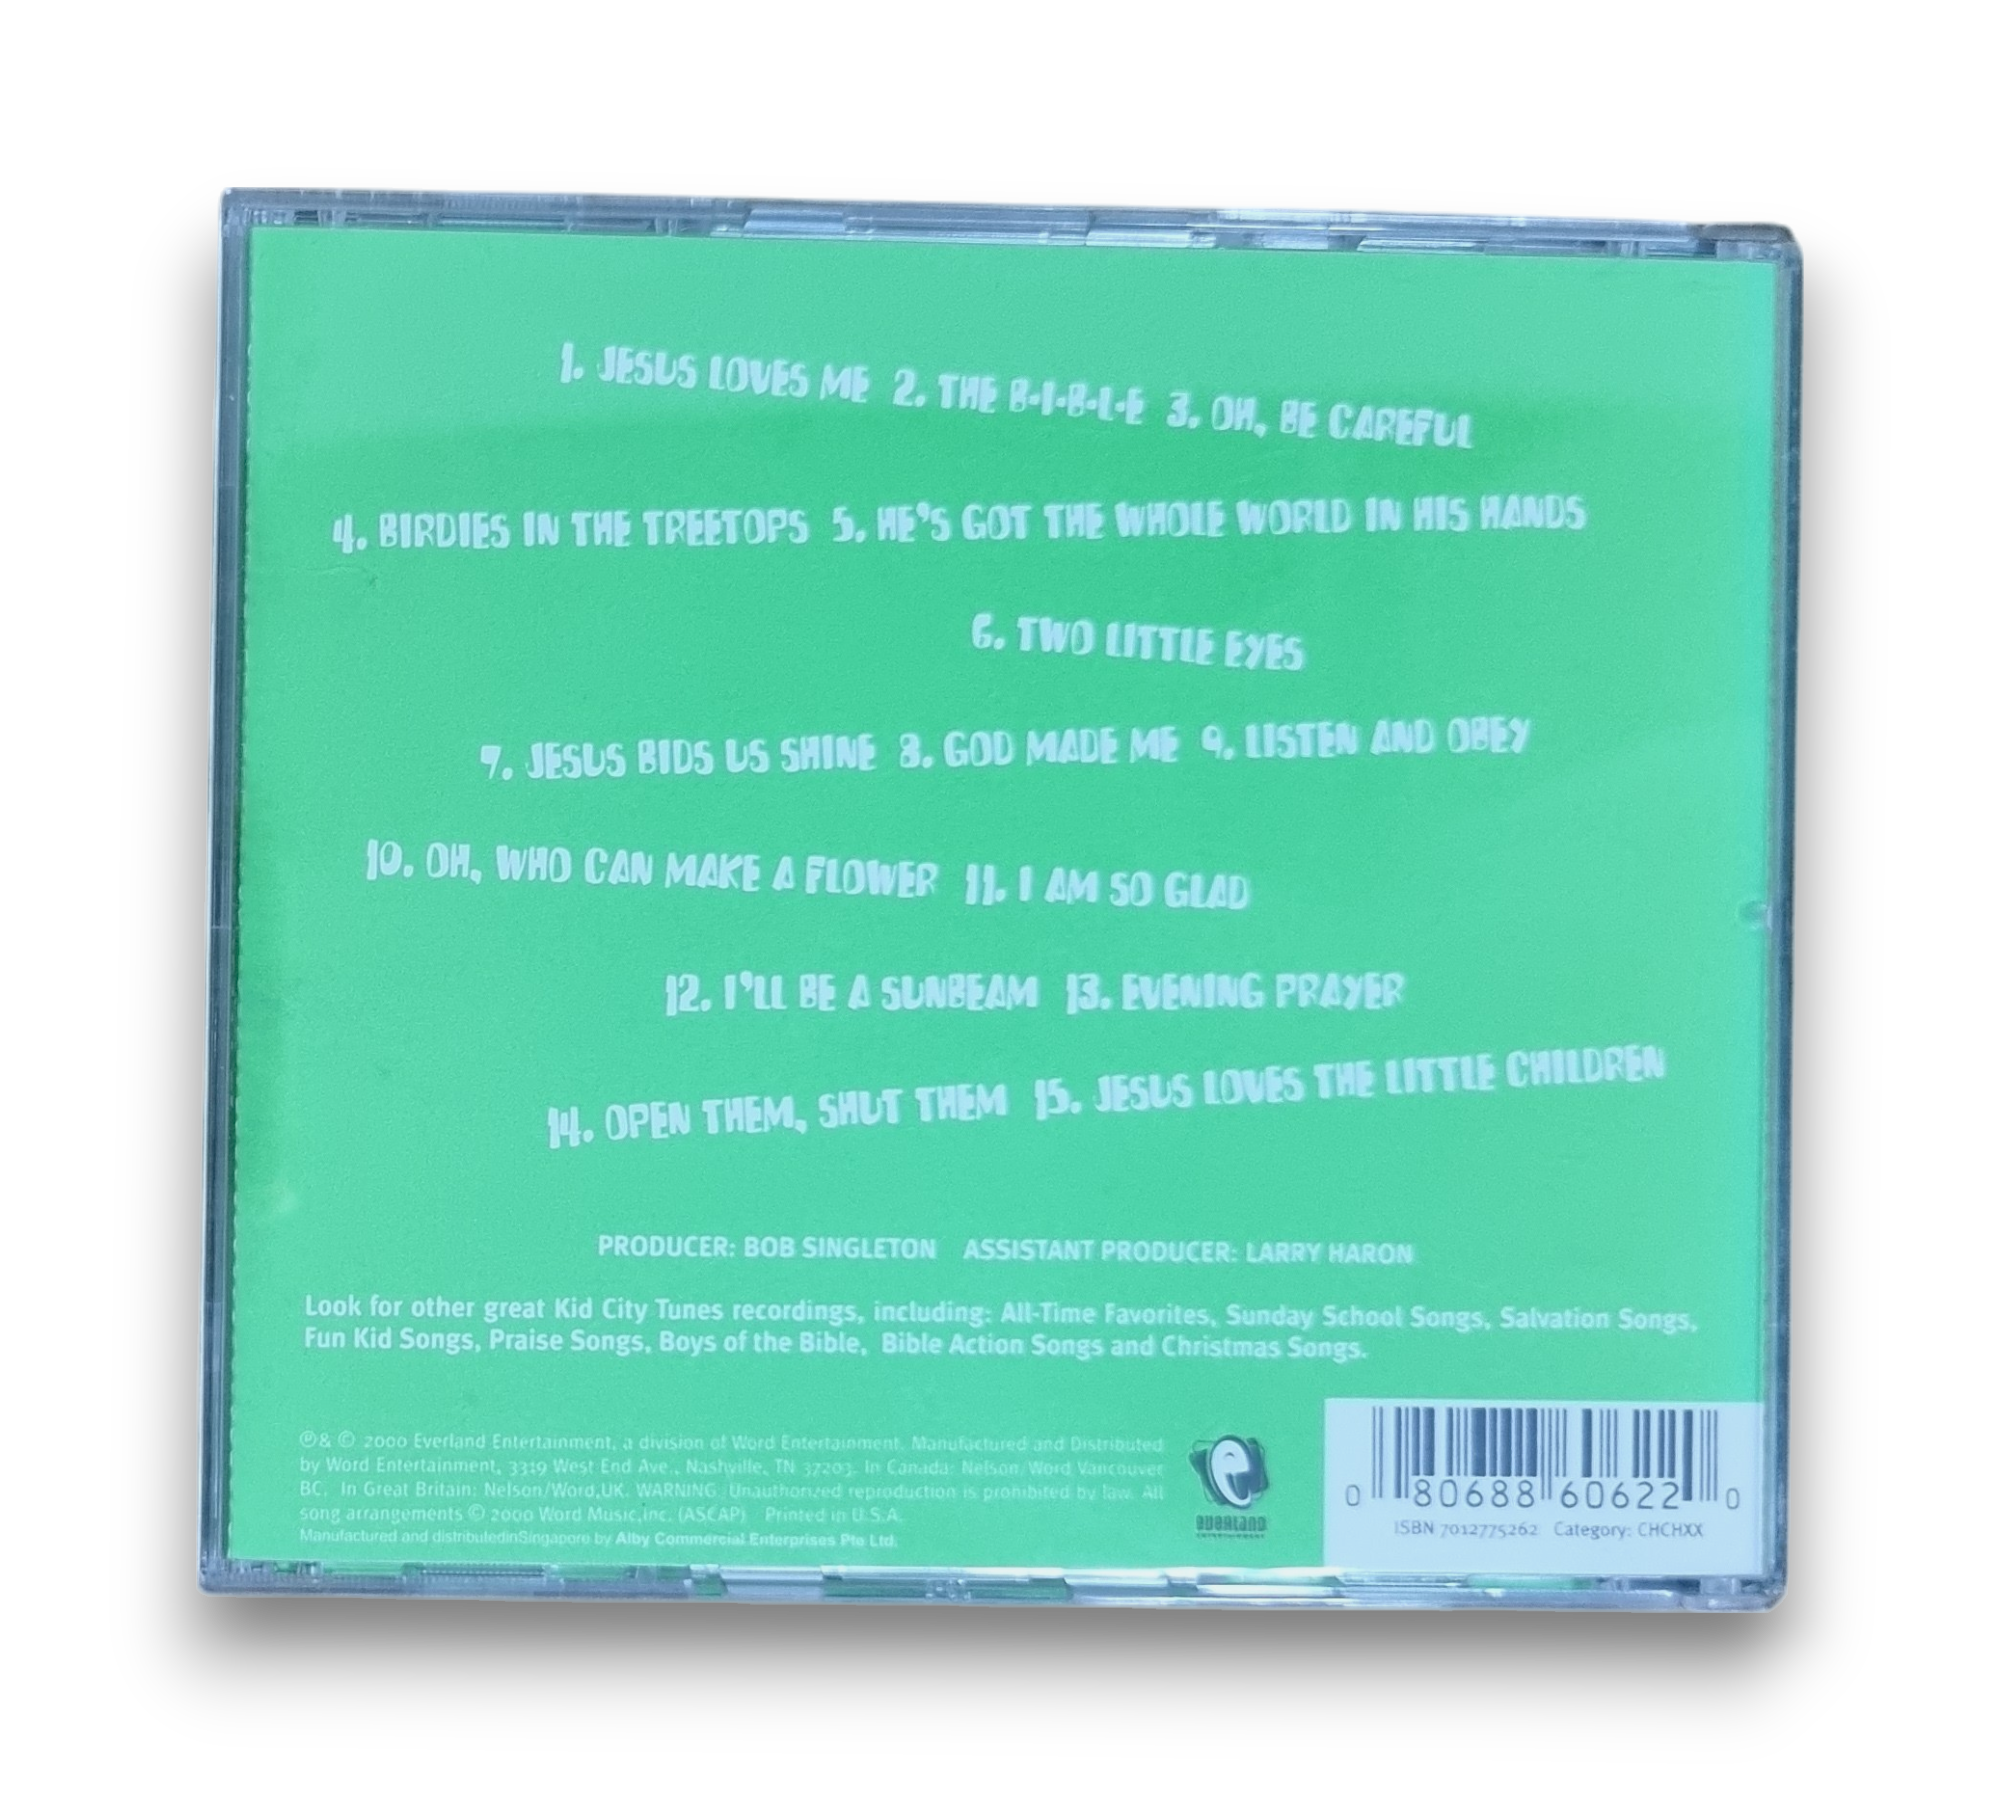 1. JESUS LOVES ME 2. THE B-I-B-L-E 3. OH, BE CAREFUL
4. BIRDIES IN THE TREETOPS 5. HE'S GOT THE WHOLE WORLD IN HIS HANDS
6. TWO LITTLE EYES
7. JESUS BIDS US SHINE 8. GOD MADE ME 9. LISTEN AND OBEY
10. OH, WHO CAN MAKE A FLOWER 11. I AM SO GLAD
12. I'LL BE A SUNBEAM 13. EVENING PRAYER
14. OPEN THEM, SHUT THEM 15. JESUS LOVES THE LITTLE CHILDREN
PRODUCER: BOB SINGLETON ASSISTANT PRODUCER: LARRY HARON
Look for other great Kid City Tunes recordings, including: All-Time Favorites, Sunday School Songs, Salvation Songs,
Fun Kid Songs, Praise Songs, Boys of the Bible, Bible Action Songs and Christmas Songs.
℗& © 2000 Everland Entertainment, a division of Word Entertainment. Manufactured and Distributed
by Word Entertainment, 3319 West End Ave., Nashville, TN 37203. In Canada: Nelson/Word Vancouver
BC. In Great Britain: Nelson/Word,UK. WARNING: Unauthorized reproduction is prohibited by law. All
song arrangements © 2000 Word Music,Inc. (ASCAP) Printed in U.S.A.
Manufactured and distributedinSingapore by Alby Commercial Enterprises Pte Ltd.
e
everland
ENTERTAINMENT
0 80688 60622 0
ISBN 7012775262 Category: CHCHXX